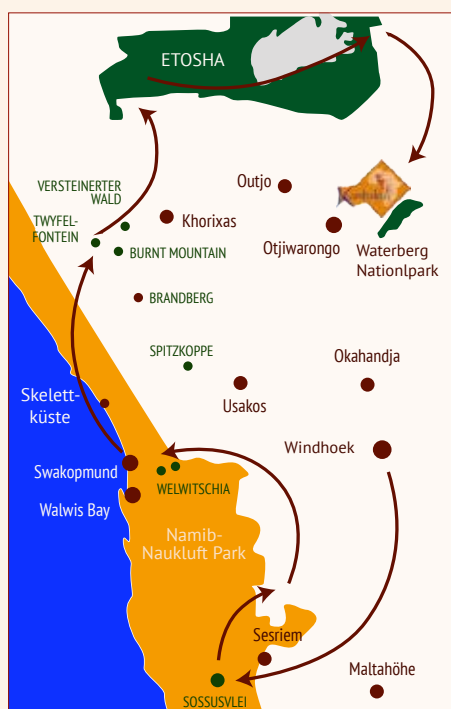 ETOSHA
VERSTEINERTER
WALD
TWYFEL-
FONTEIN
BURNT MOUNTAIN
Khorixas
Outjo
Otjiwarongo
Waterberg
Nationlpark
BRANDBERG
SPITZKOPPE
Usakos
Okahandja
Skelett-
küste
Windhoek
Swakopmund
WELWITSCHIA
Walwis Bay
Namib-
Naukluft Park
Sesriem
SOSSUSVLEI
Maltahöhe